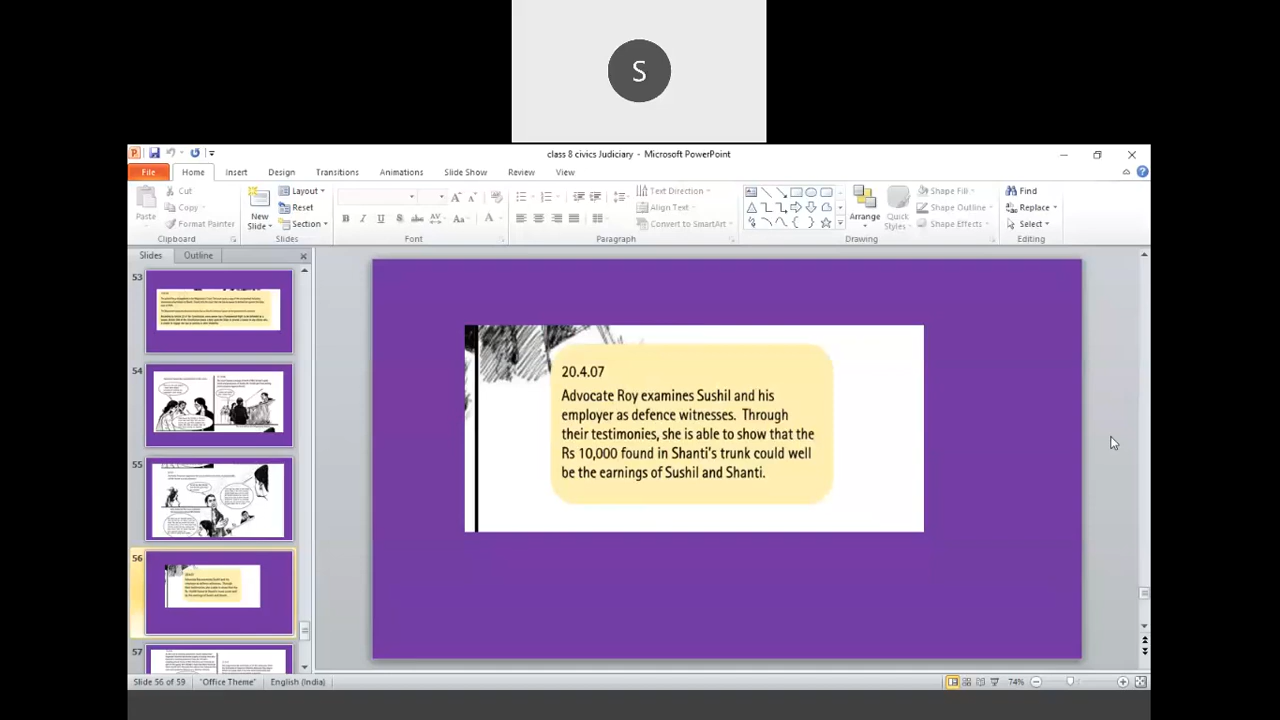 S
class 8 civics Judiciary - Microsoft PowerPoint
File Home Insert Design Transitions Animations Slide Show Review View
Cut
Copy
Format Painter
Paste
Clipboard
New
Slide
Layout
Reset
Section
Slides
B I U S abc AV Aa A
Font
Text Direction
Align Text
Convert to SmartArt
Paragraph
Arrange
Quick
Styles
Shape Fill
Shape Outline
Shape Effects
Drawing
Find
Replace
Select
Editing
Slides Outline
53
54
55
56
57
20.4.07
Advocate Roy examines Sushil and his
employer as defence witnesses. Through
their testimonies, she is able to show that the
Rs 10,000 found in Shanti's trunk could well
be the earnings of Sushil and Shanti.
Slide 56 of 59 "Office Theme" English (India) 74%